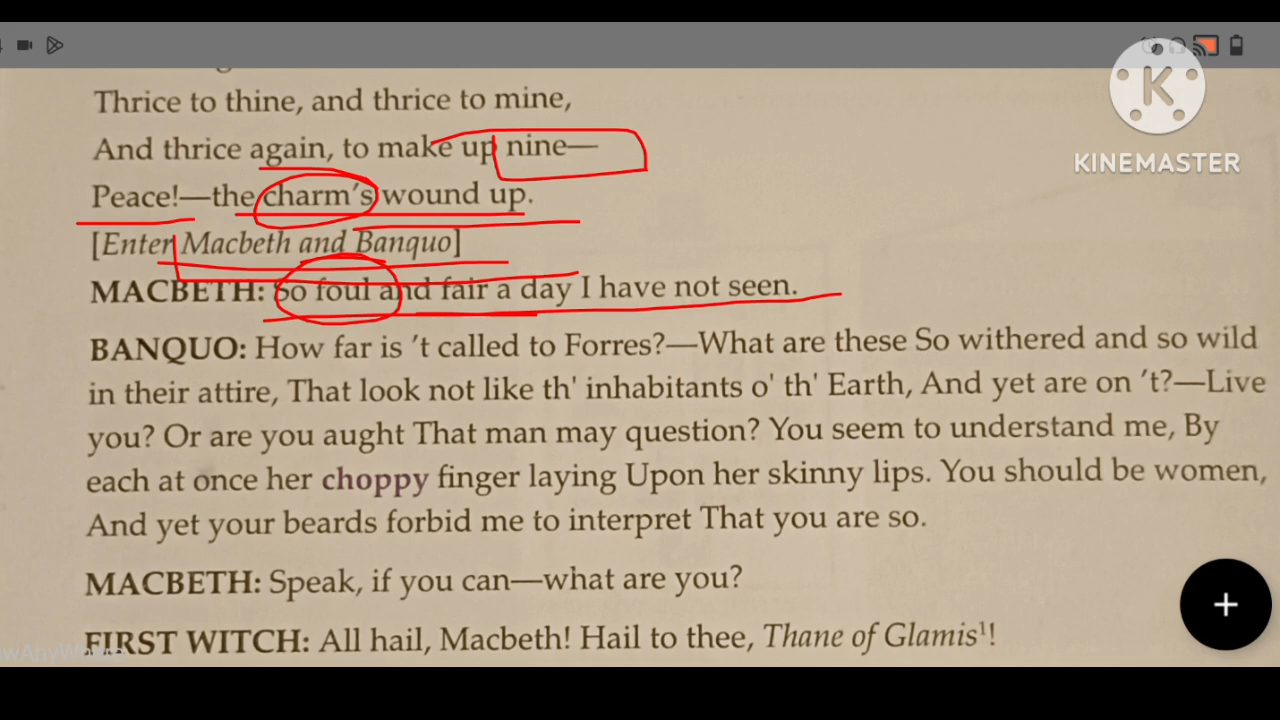 KINEMASTER
Thrice to thine, and thrice to mine,
And thrice again, to make up nine—
Peace!—the charm's wound up.
[Enter Macbeth and Banquo]
MACBETH: So foul and fair a day I have not seen.
BANQUO: How far is 't called to Forres?—What are these So withered and so wild
in their attire, That look not like th' inhabitants o' th' Earth, And yet are on 't?—Live
you? Or are you aught That man may question? You seem to understand me, By
each at once her choppy finger laying Upon her skinny lips. You should be women,
And yet your beards forbid me to interpret That you are so.
MACBETH: Speak, if you can—what are you?
FIRST WITCH: All hail, Macbeth! Hail to thee, Thane of Glamis¹!